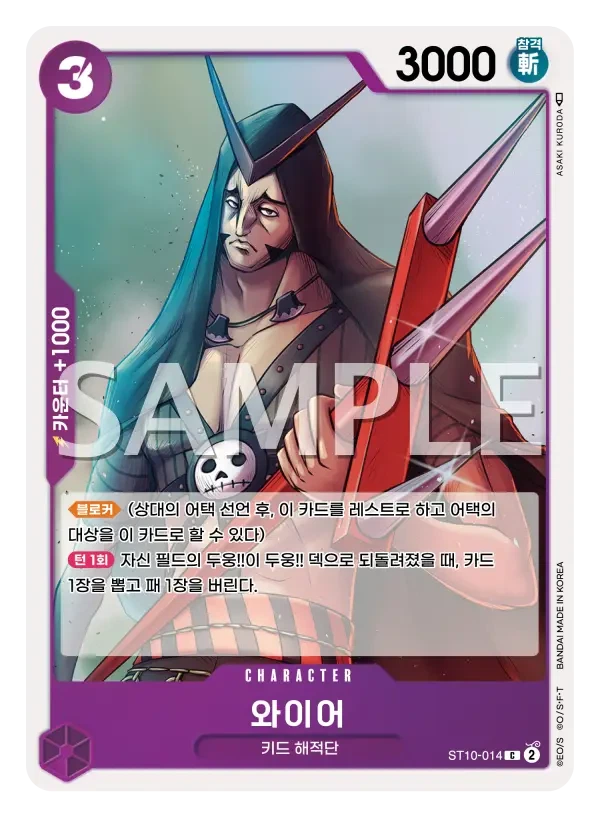 3
3000
참격
斬
ASAKI KURODA
카운터 +1000
SAMPLE
블로커 (상대의 어택 선언 후, 이 카드를 레스트로 하고 어택의
대상을 이 카드로 할 수 있다)
턴 1회 자신 필드의 두웅!!이 두웅!! 덱으로 되돌려졌을 때, 카드
1장을 뽑고 패 1장을 버린다.
CHARACTER
와이어
키드 해적단
ST10-014 C 2
©EO/S ©O/S·F·T BANDAI MADE IN KOREA